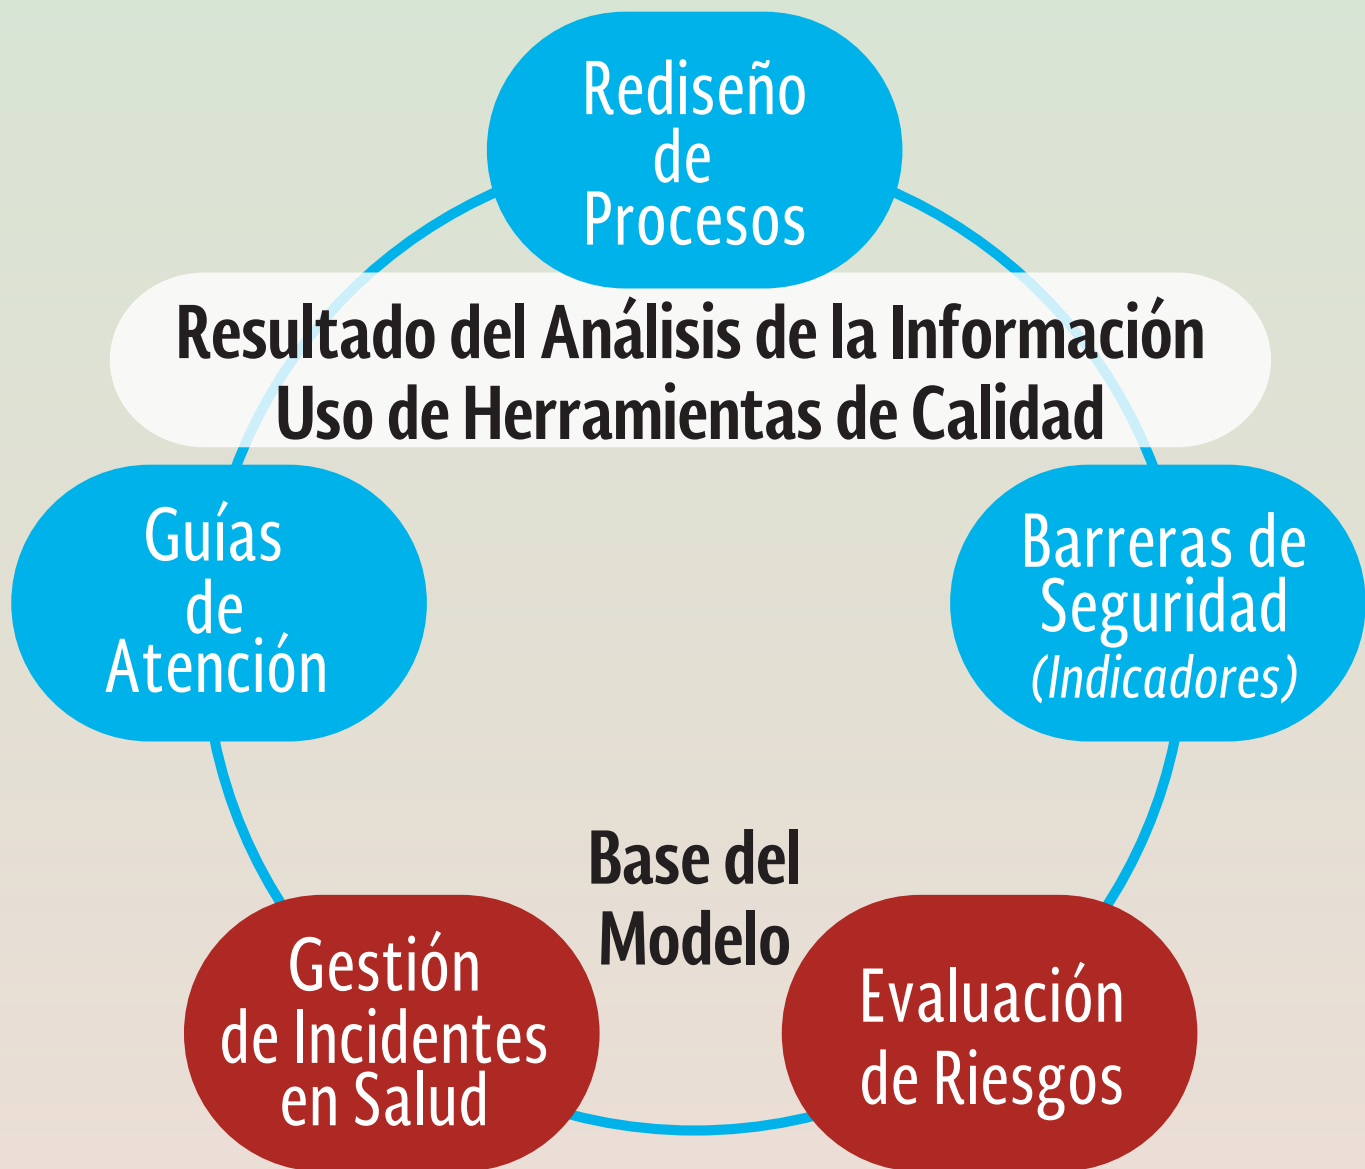 Rediseño
de
Procesos
Resultado del Análisis de la Información
Uso de Herramientas de Calidad
Guías
de
Atención
Barreras de
Seguridad
(Indicadores)
Base del
Modelo
Gestión
de Incidentes
en Salud
Evaluación
de Riesgos